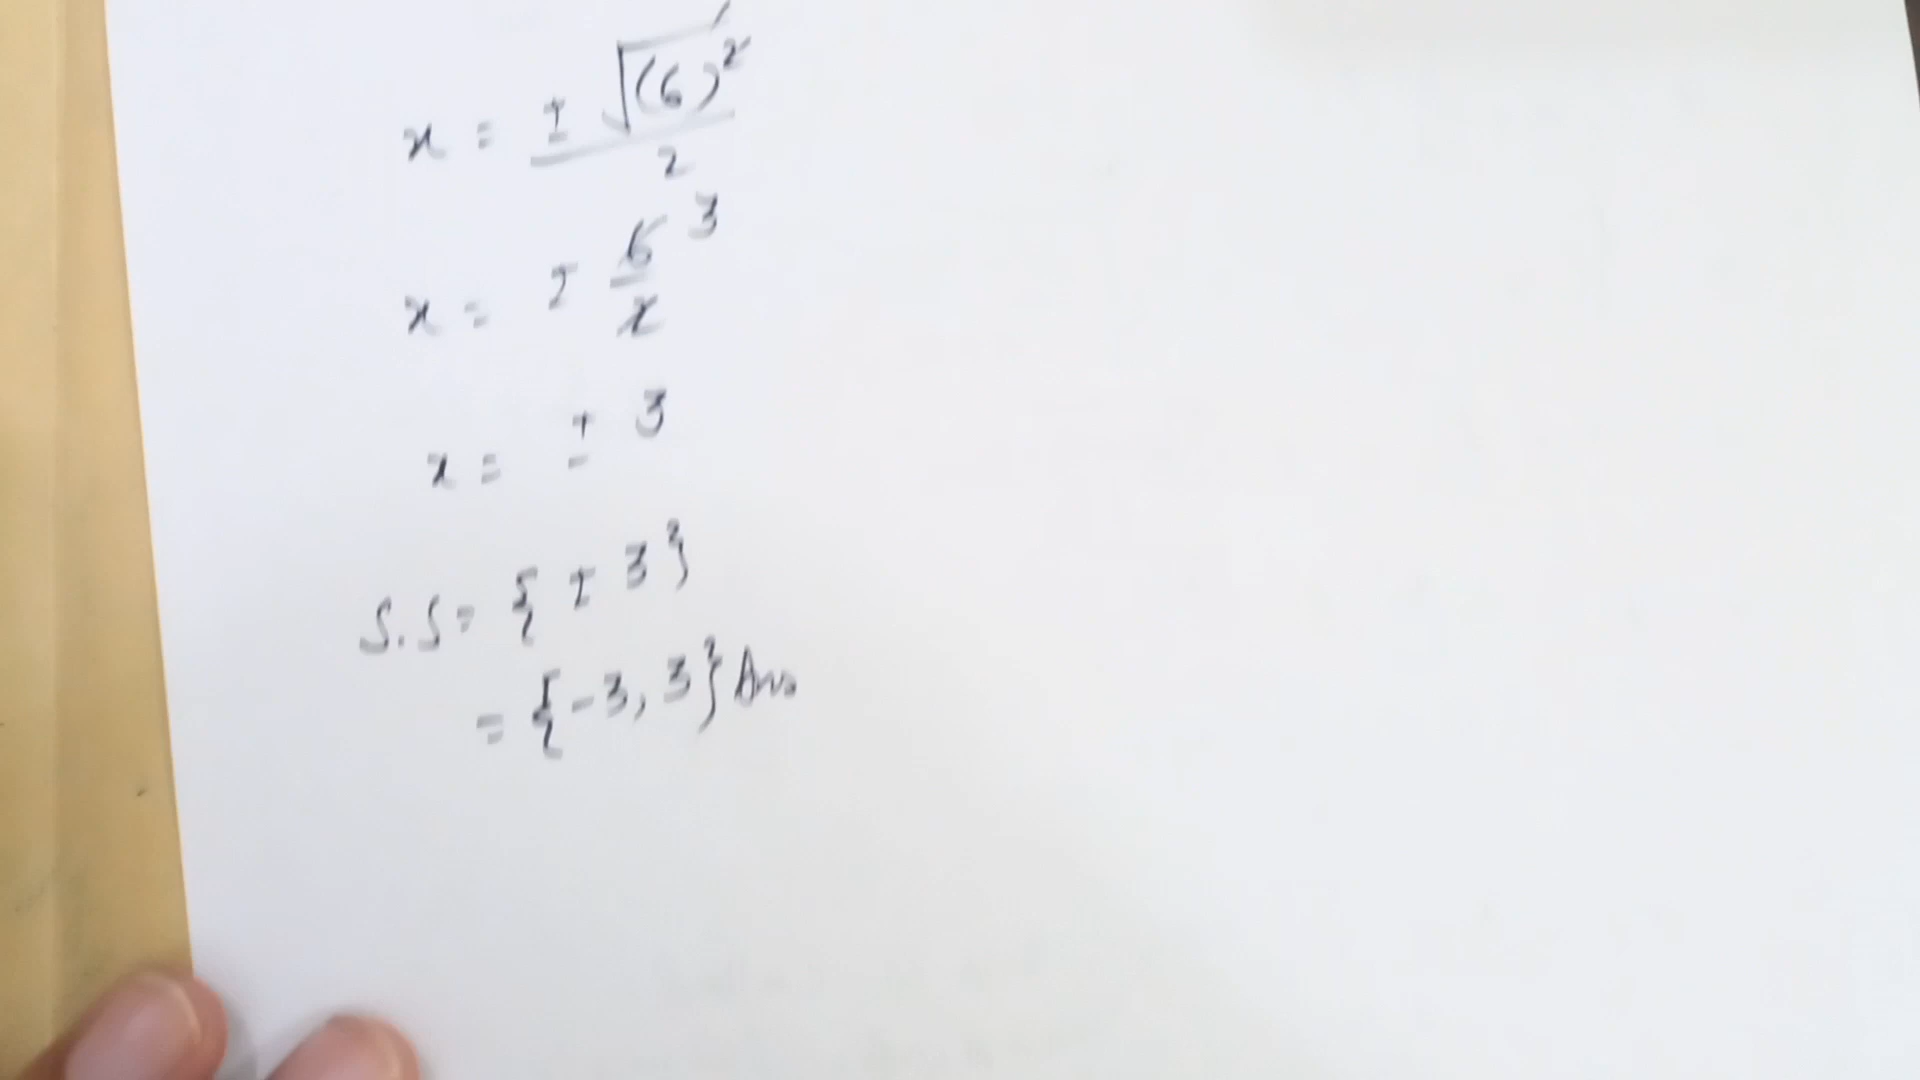 x = ± √(6)² / 2
x = ± 6/2 3
x = ± 3
S.S = {± 3}
= {-3, 3} Ans